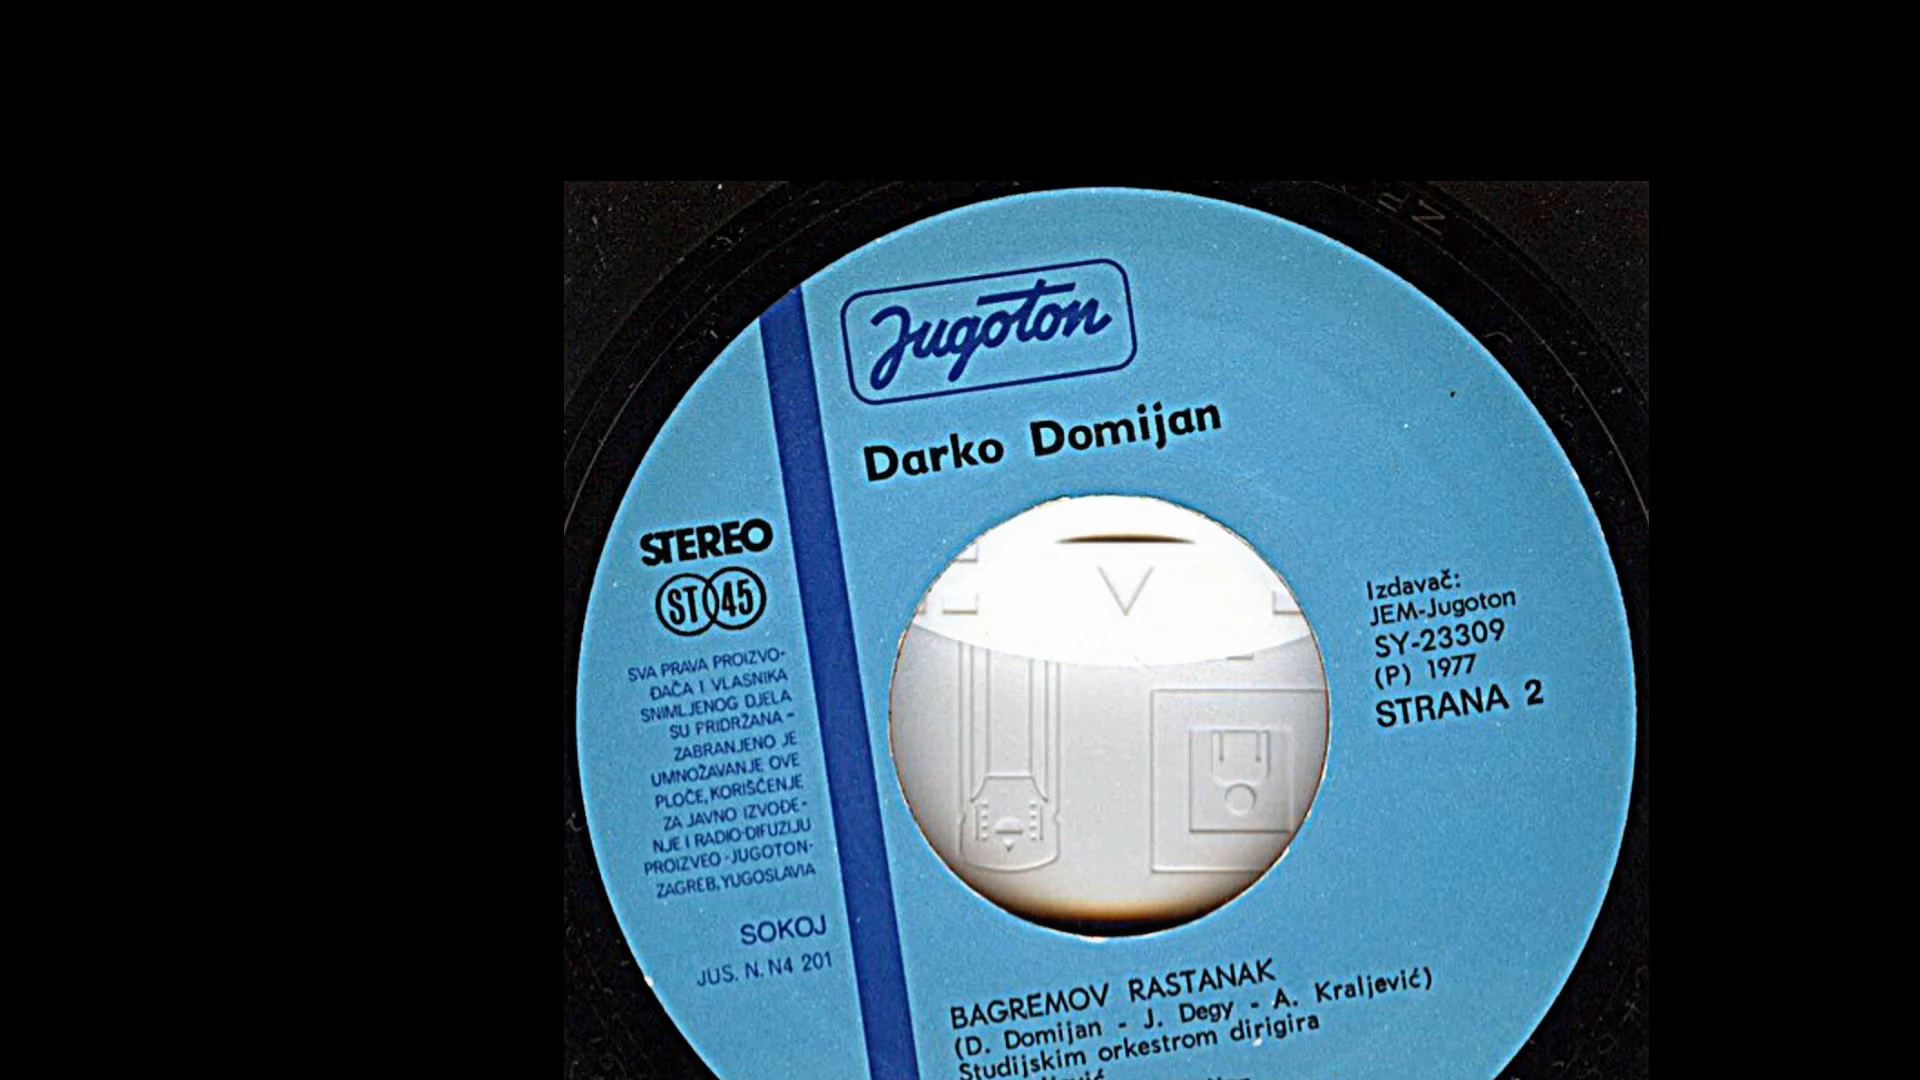 Jugoton
Darko Domijan
STEREO
ST 45
SVA PRAVA PROIZVO-
ĐAČA I VLASNIKA
SNIMLJENOG DJELA
SU PRIDRŽANA -
ZABRANJENO JE
UMNOŽAVANJE OVE
PLOČE, KORIŠĆENJE
ZA JAVNO IZVOĐE-
NJE I RADIO-DIFUZIJU
PROIZVEO -JUGOTON-
ZAGREB, YUGOSLAVIA
SOKOJ
JUS. N. N4 201
Izdavač:
JEM-Jugoton
SY-23309
(P) 1977
STRANA 2
BAGREMOV RASTANAK
(D. Domijan - J. Degy - A. Kraljević)
Studijskim orkestrom dirigira